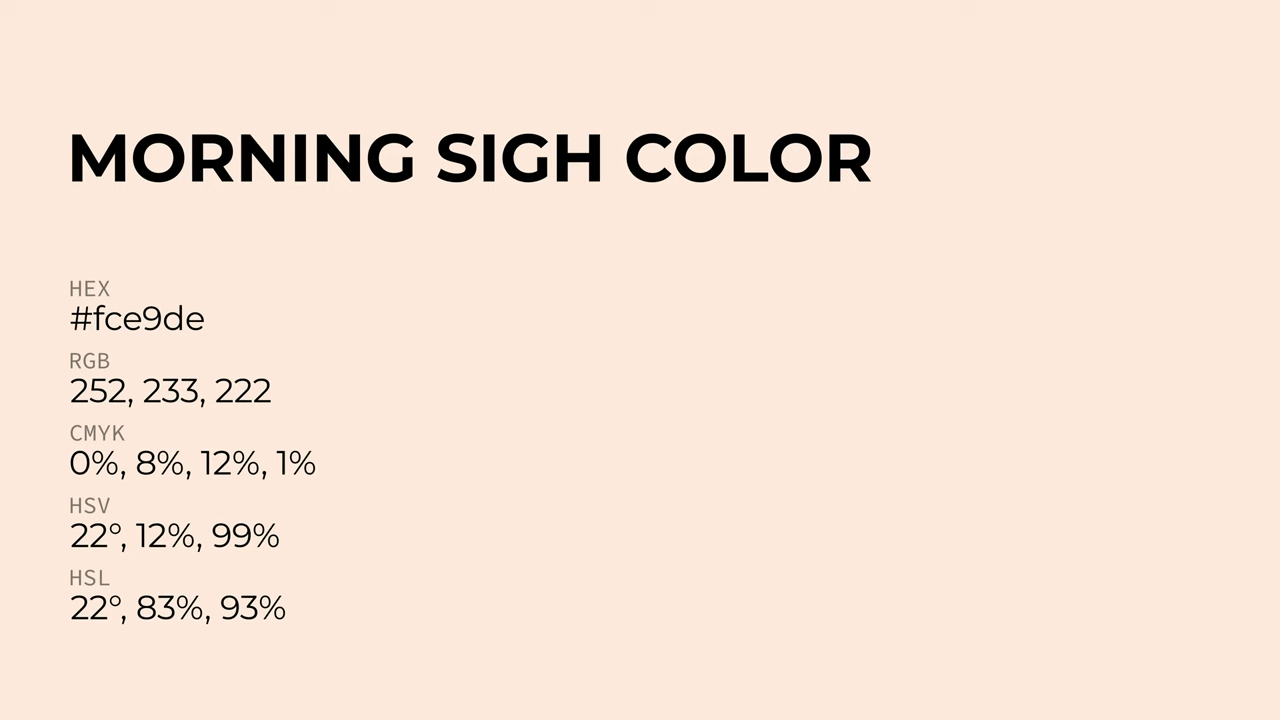 MORNING SIGH COLOR
HEX
#fce9de
RGB
252, 233, 222
CMYK
0%, 8%, 12%, 1%
HSV
22°, 12%, 99%
HSL
22°, 83%, 93%